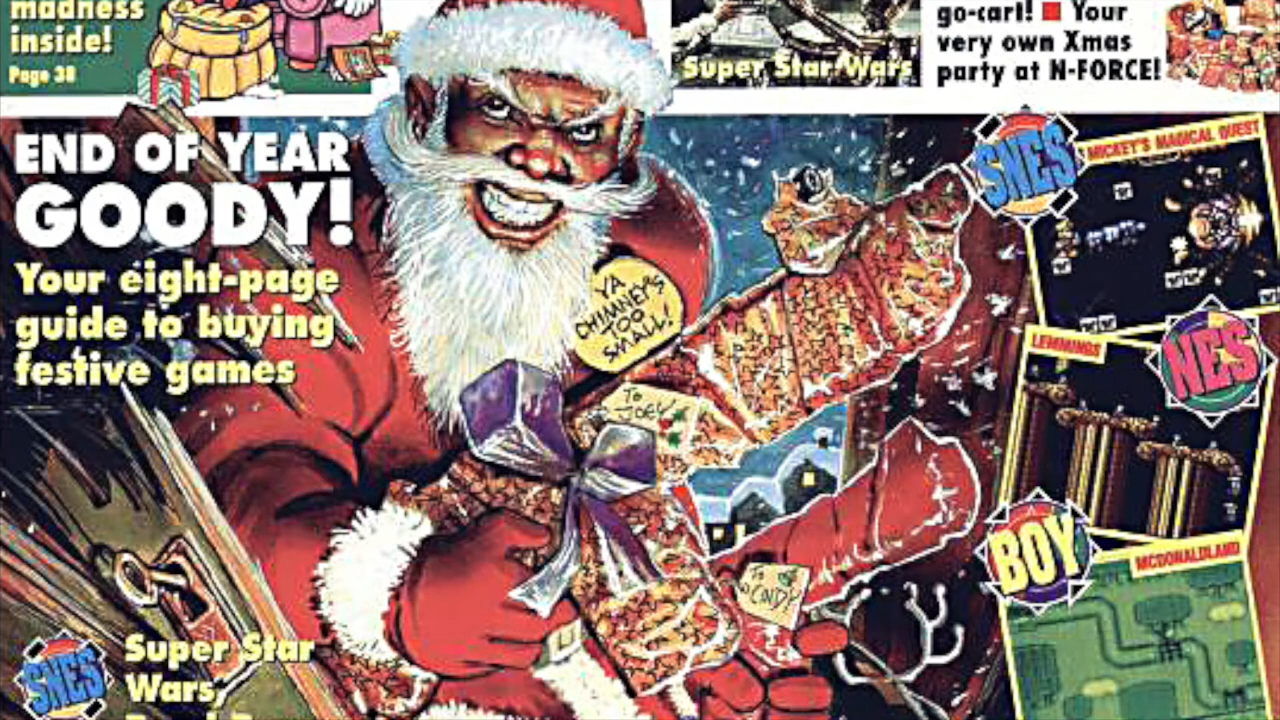 madness
inside!
Page 38
Super Star Wars
go-cart! ■ Your
very own Xmas
party at N-FORCE!
END OF YEAR
GOODY!
Your eight-page
guide to buying
festive games
YA
CHIMNEY'S
TOO
SMALL!
TO
JOEY
TO
CINDY
SNES
MICKEY'S MAGICAL QUEST
LEMMINGS
NES
BOY
MCDONALDLAND
SNES
Super Star
Wars,